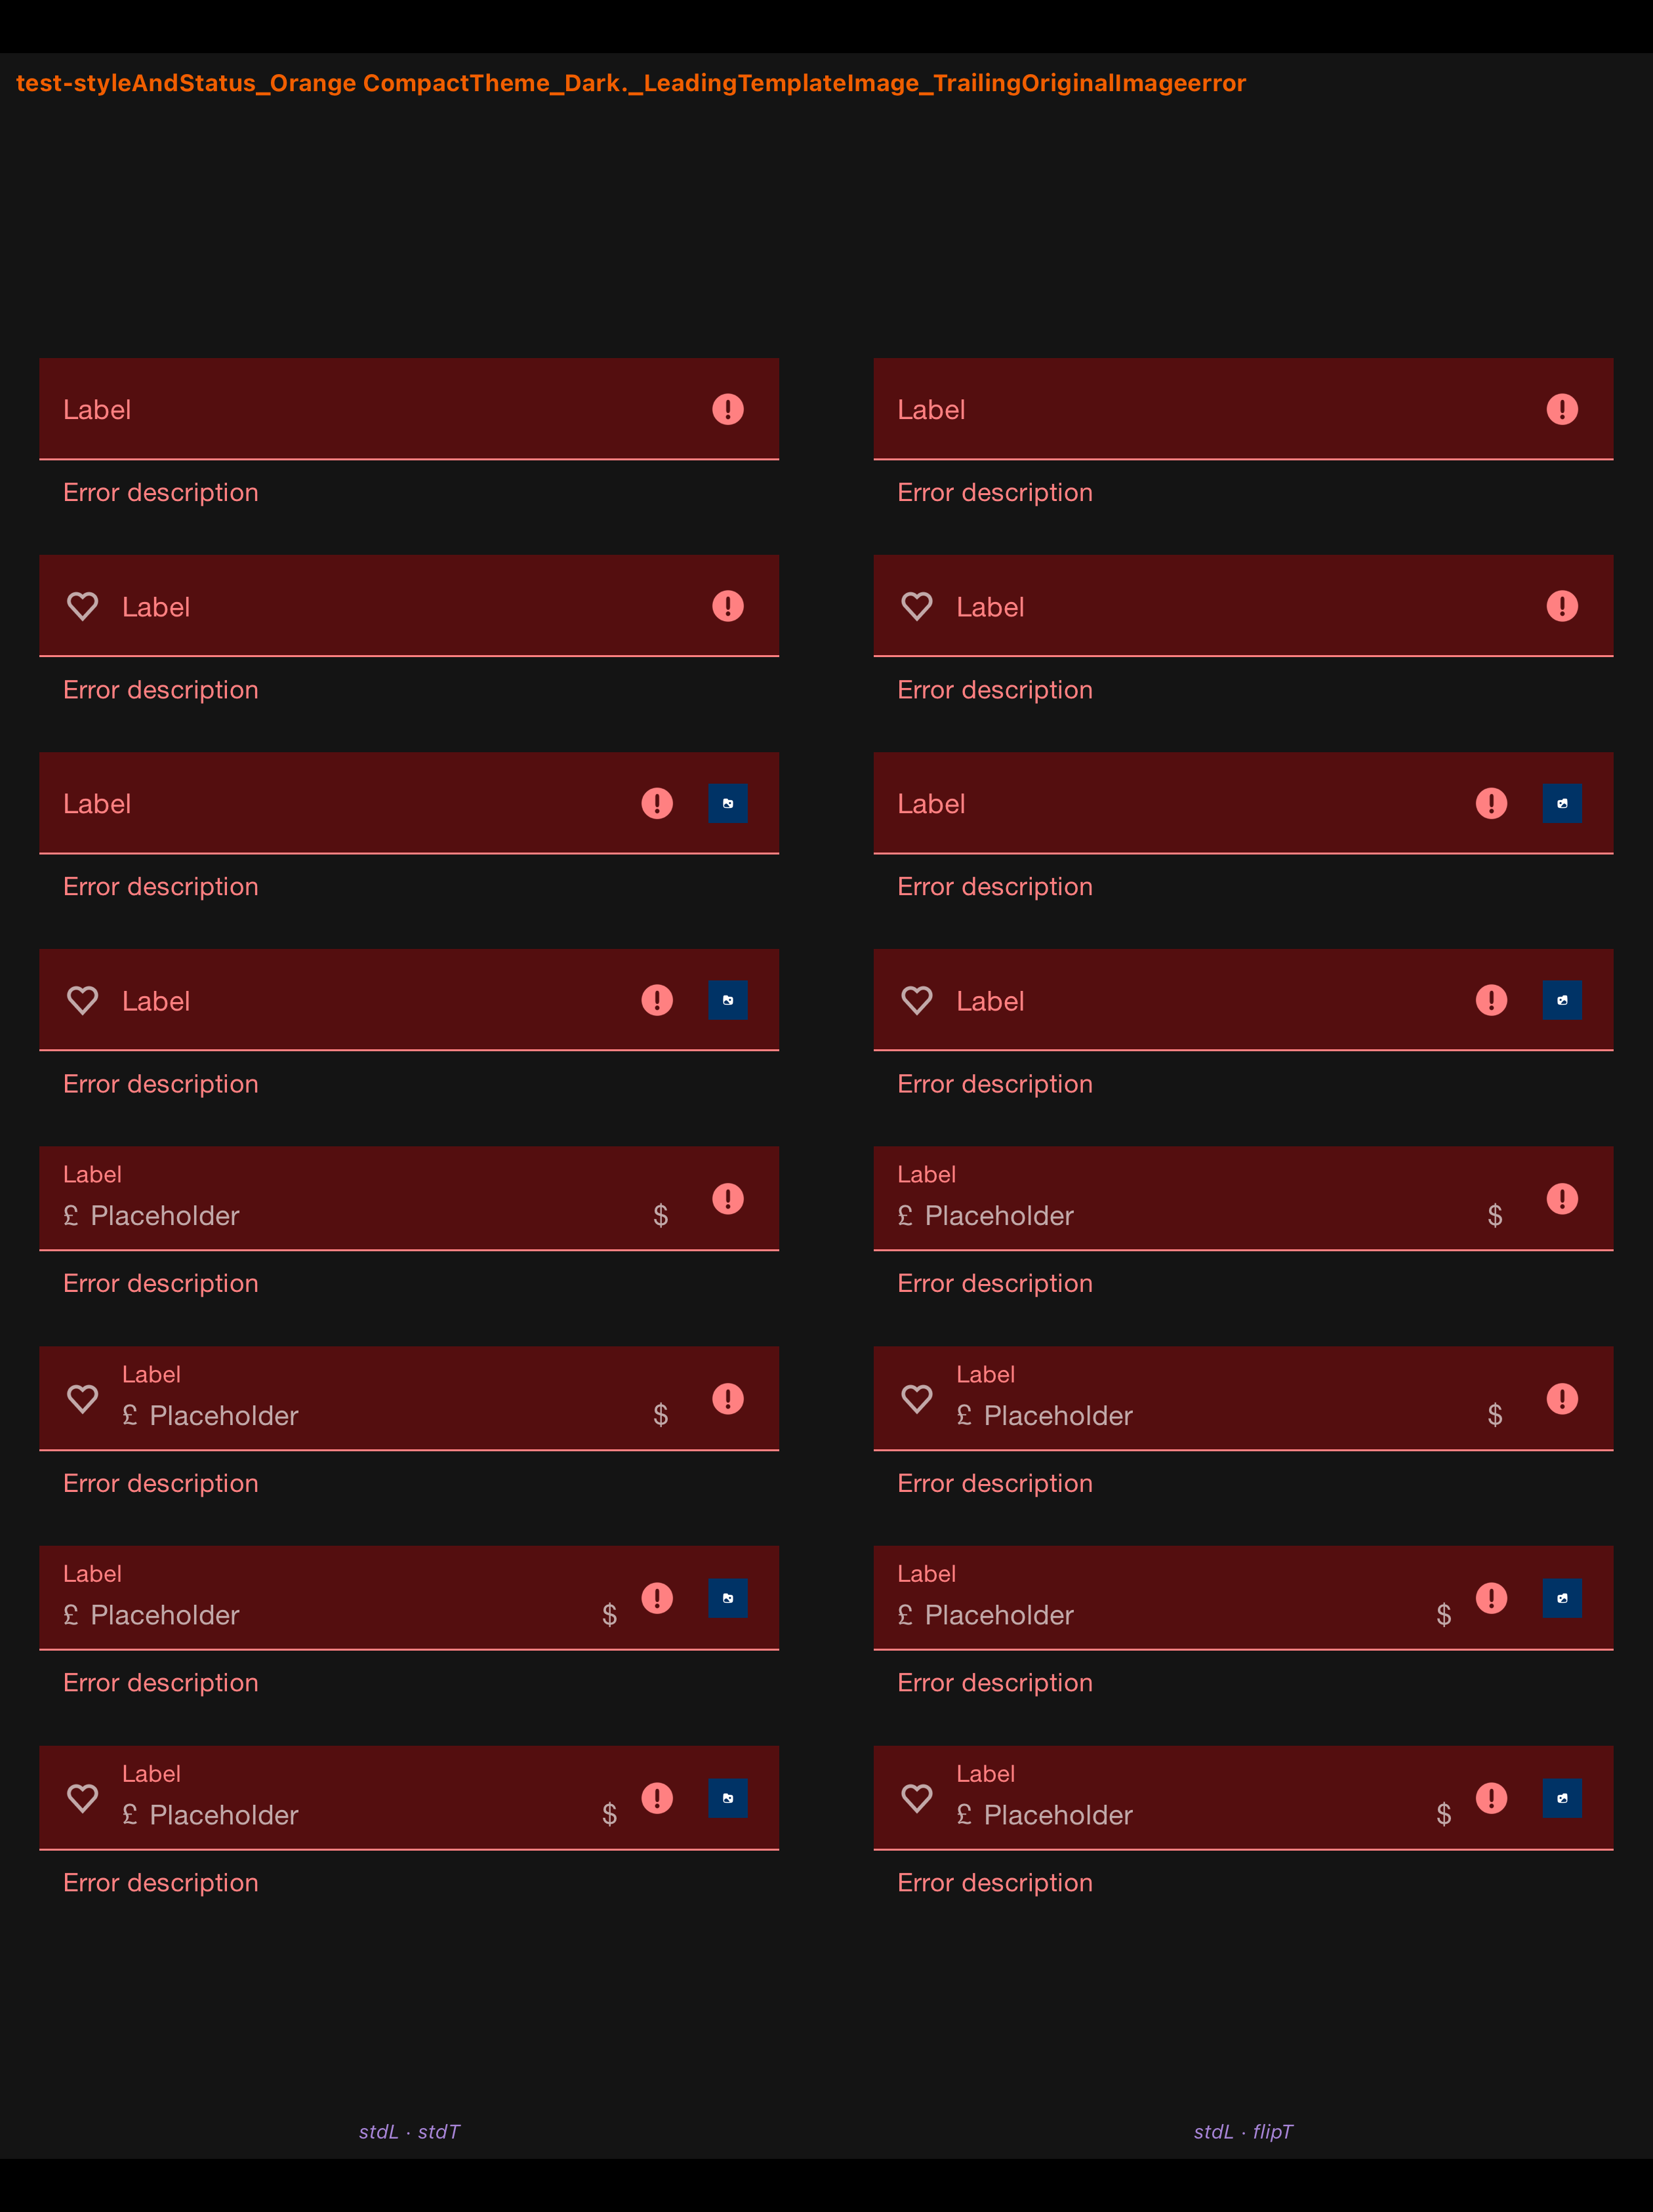 test-styleAndStatus_Orange CompactTheme_Dark._LeadingTemplateImage_TrailingOriginalImageerror
Label
Error description
Label
Error description
Label
Error description
Label
Error description
Label
£ Placeholder $
Error description
Label
£ Placeholder $
Error description
Label
£ Placeholder $
Error description
Label
£ Placeholder $
Error description
stdL · stdT
Label
Error description
Label
Error description
Label
Error description
Label
Error description
Label
£ Placeholder $
Error description
Label
£ Placeholder $
Error description
Label
£ Placeholder $
Error description
Label
£ Placeholder $
Error description
stdL · flipT